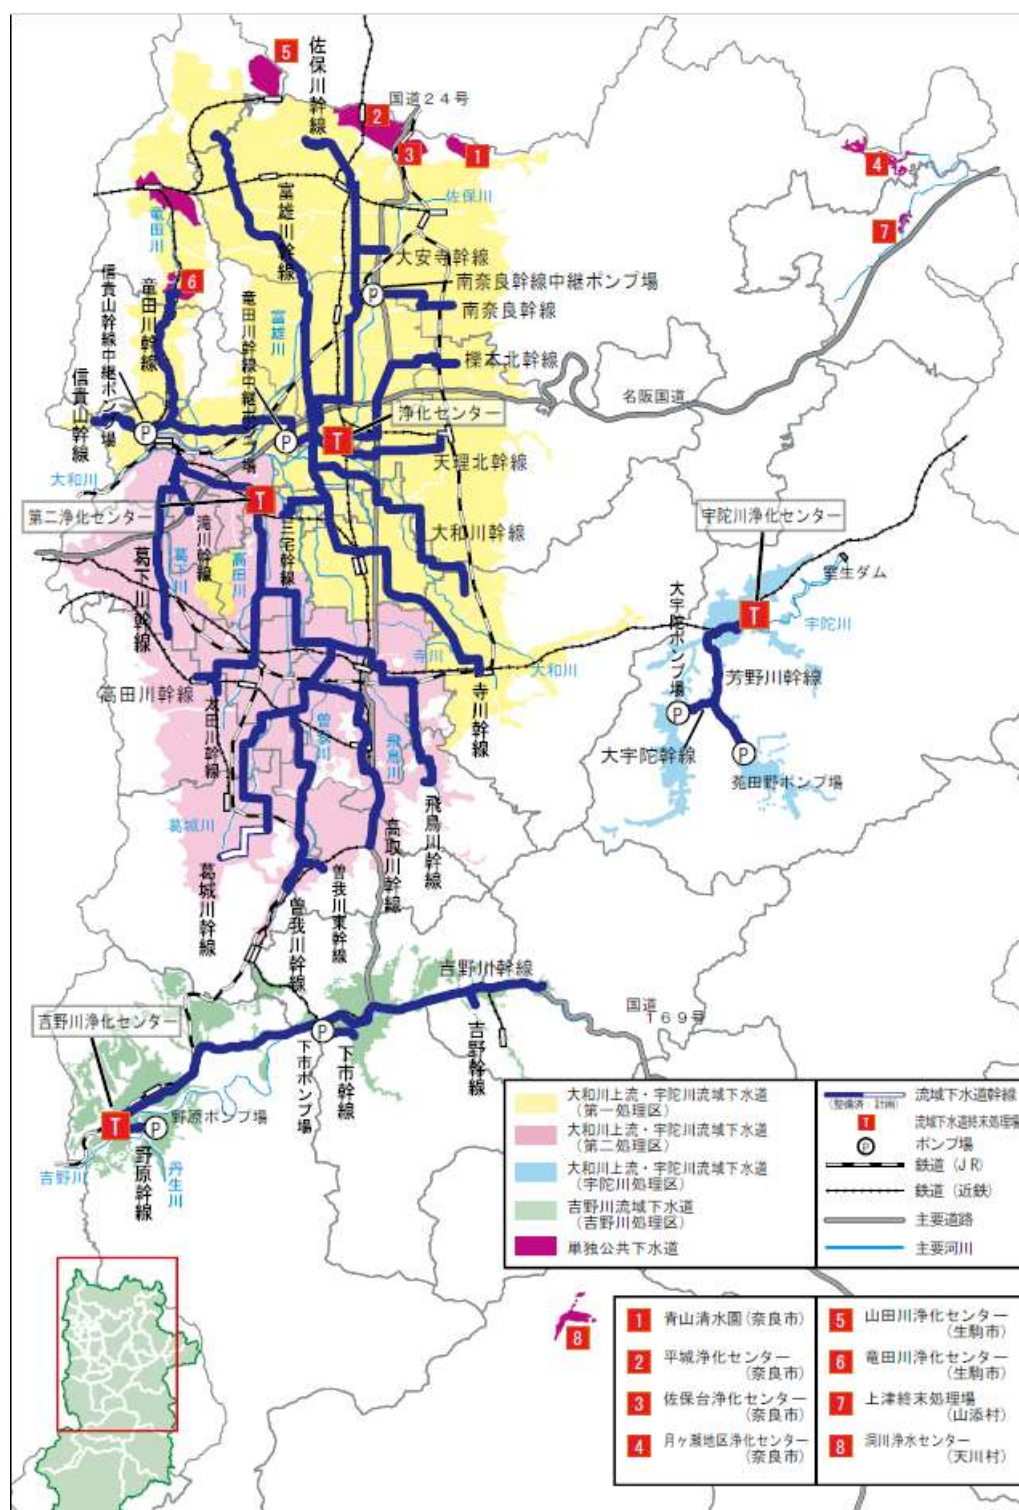 5
佐保川幹線
国道24号
2
3
1
4
7
富雄川幹線
佐保川
竜田川
大安寺幹線
6
南奈良幹線中継ポンプ場
P
南奈良幹線
信貴山幹線中継ポンプ場
竜田川幹線
竜田川幹線中継ポンプ場
富雄川
櫟本北幹線
名阪国道
信貴山幹線
浄化センター
P
P
T
天理北幹線
大和川
第二浄化センター
T
宇陀川浄化センター
滝川幹線
三宅幹線
大和川幹線
葛下川
高田川
葛下川幹線
室生ダム
大宇陀ポンプ場
T
宇陀川
寺川
大和川
芳野川幹線
高田川幹線
太田川幹線
曽我川
飛鳥川
寺川幹線
P
大宇陀幹線
P
菟田野ポンプ場
葛城川
飛鳥川幹線
高取川幹線
葛城川幹線
曽我川東幹線
曽我川幹線
吉野川幹線
吉野川浄化センター
国道
169号
P
下市ポンプ場
下市幹線
吉野幹線
T
P
野原ポンプ場
吉野川
野原幹線
丹生川
大和川上流・宇陀川流域下水道
(第一処理区)
大和川上流・宇陀川流域下水道
(第二処理区)
大和川上流・宇陀川流域下水道
(宇陀川処理区)
吉野川流域下水道
(吉野川処理区)
単独公共下水道
流域下水道幹線
(整備済:計画)
T 流域下水道終末処理場
P ポンプ場
鉄道(JR)
鉄道(近鉄)
主要道路
主要河川
8
1 青山清水園(奈良市)
2 平城浄化センター
(奈良市)
3 佐保台浄化センター
(奈良市)
4 月ヶ瀬地区浄化センター
(奈良市)
5 山田川浄化センター
(生駒市)
6 竜田川浄化センター
(生駒市)
7 上津終末処理場
(山添村)
8 洞川浄水センター
(天川村)